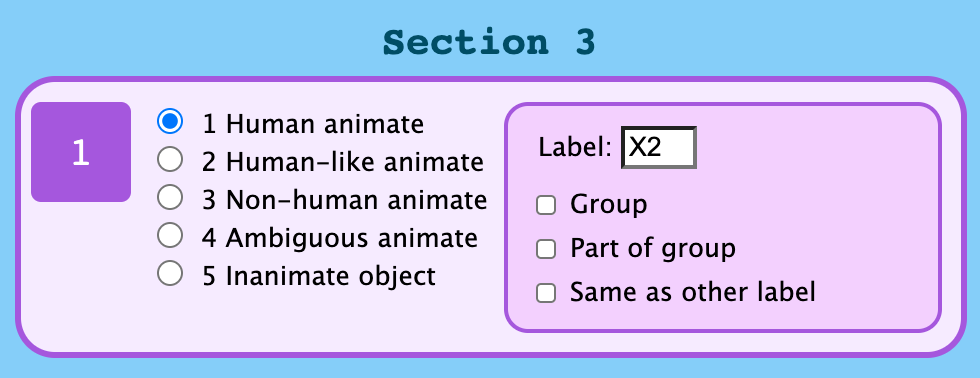 Section 3
1
1 Human animate
2 Human-like animate
3 Non-human animate
4 Ambiguous animate
5 Inanimate object
Label: X2
Group
Part of group
Same as other label